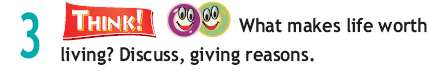 3 THINK! What makes life worth
living? Discuss, giving reasons.